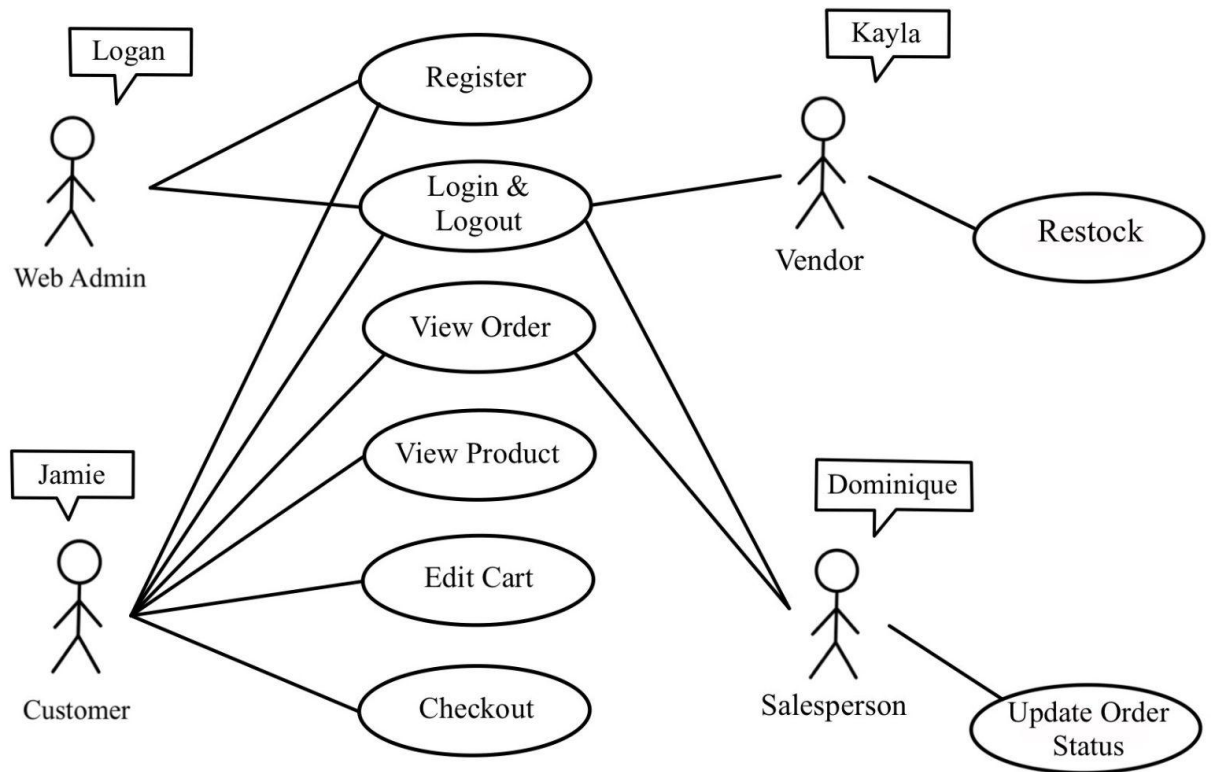 Logan
Web Admin
Jamie
Customer
Register
Login &
Logout
View Order
View Product
Edit Cart
Checkout
Kayla
Vendor
Restock
Dominique
Salesperson
Update Order
Status